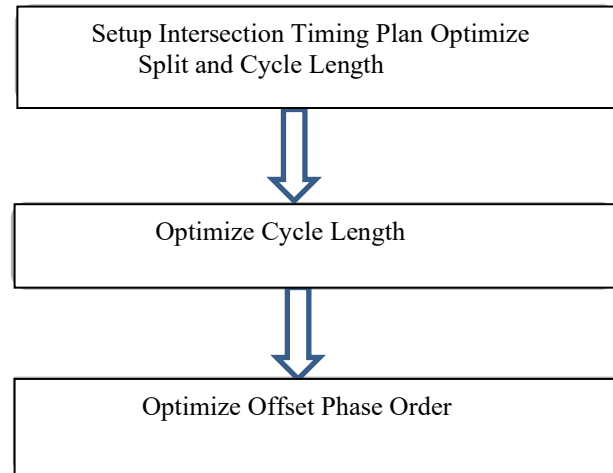 Setup Intersection Timing Plan Optimize
Split and Cycle Length
Optimize Cycle Length
Optimize Offset Phase Order